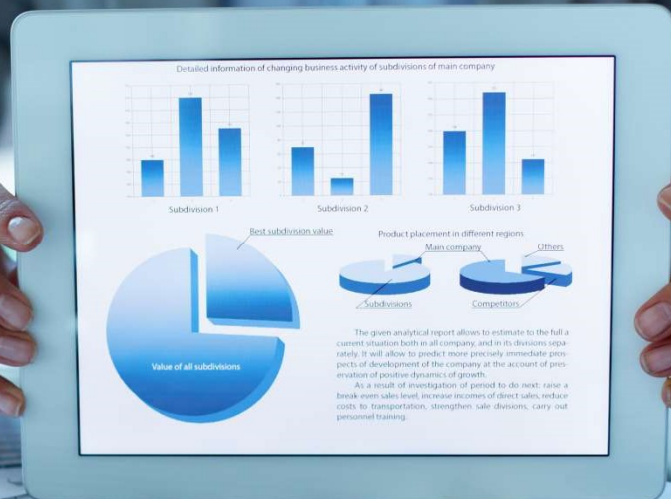 Detailed information of changing business activity of subdivisions of main company
Subdivision 1
Subdivision 2
Subdivision 3
Best subdivision value
Value of all subdivisions
Product placement in different regions
Main company
Others
Subdivisions
Competitors
The given analytical report allows to estimate to the full a
current situation both in all company, and in its divisions sepa-
rately. It will allow to predict more precisely immediate pros-
pects of development of the company at the account of pres-
ervation of positive dynamics of growth.
As a result of investigation of period to do next: raise a
break-even sales level, increase incomes of direct sales, reduce
costs to transportation, strengthen sale divisions, carry out
personnel training.